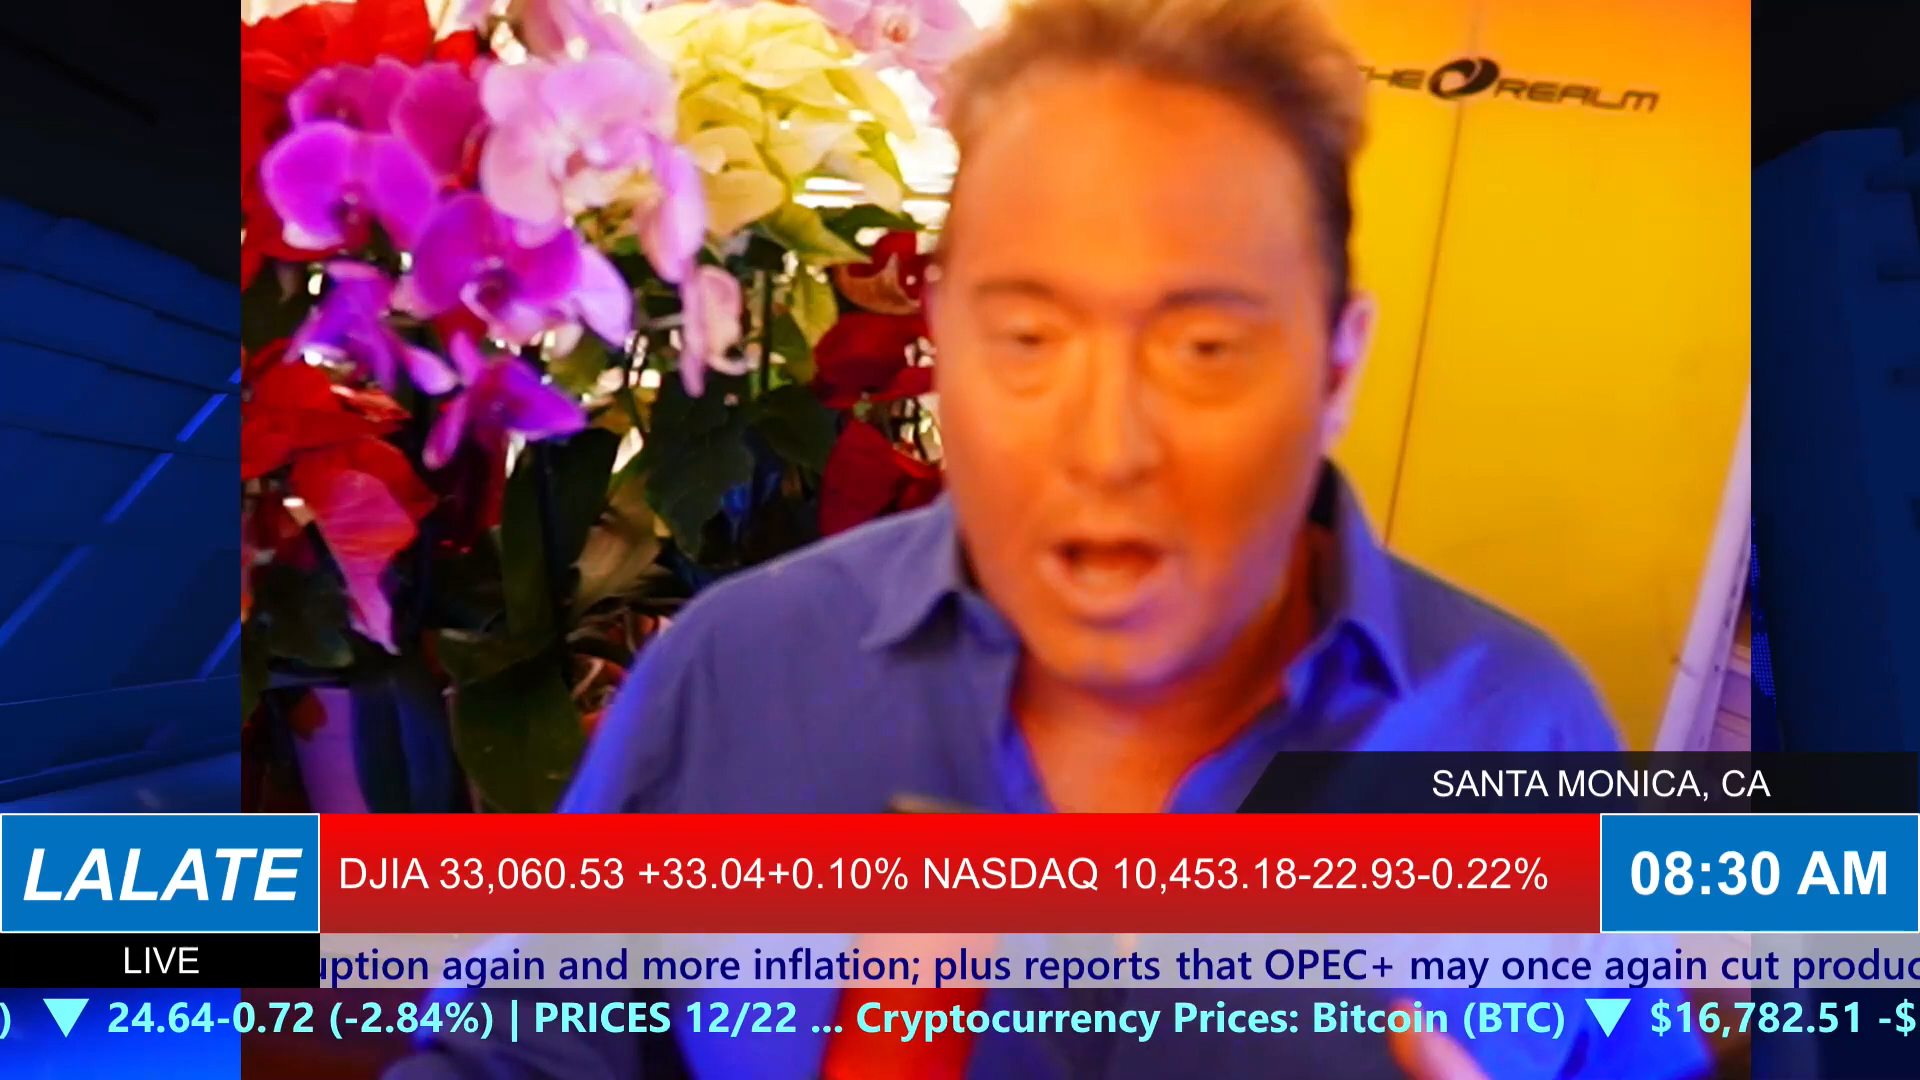 THE REALM
SANTA MONICA, CA
LALATE
DJIA 33,060.53 +33.04+0.10% NASDAQ 10,453.18-22.93-0.22%
08:30 AM
LIVE
again and more inflation; plus reports that OPEC+ may once again cut
) ▼ 24.64-0.72 (-2.84%) | PRICES 12/22 ... Cryptocurrency Prices: Bitcoin (BTC) ▼ $16,782.51 -$